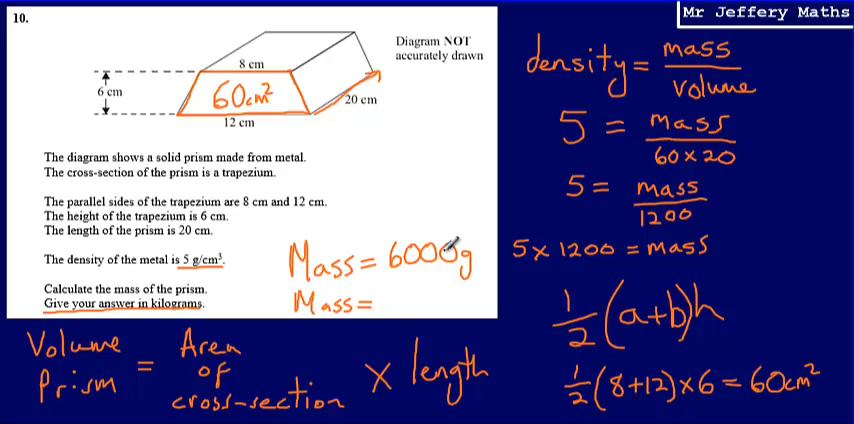 Mr Jeffery Maths
10.
Diagram NOT
accurately drawn
8 cm
6 cm
60cm²
20 cm
12 cm
The diagram shows a solid prism made from metal.
The cross-section of the prism is a trapezium.
The parallel sides of the trapezium are 8 cm and 12 cm.
The height of the trapezium is 6 cm.
The length of the prism is 20 cm.
The density of the metal is 5 g/cm³.
Calculate the mass of the prism.
Give your answer in kilograms.
Mass = 6000g
Mass =
density = mass / volume
5 = mass / 60 × 20
5 = mass / 1200
5 × 1200 = mass
1/2 (a+b)h
1/2 (8+12) × 6 = 60cm²
Volume
Prism
=
Area
of
cross-section
× length